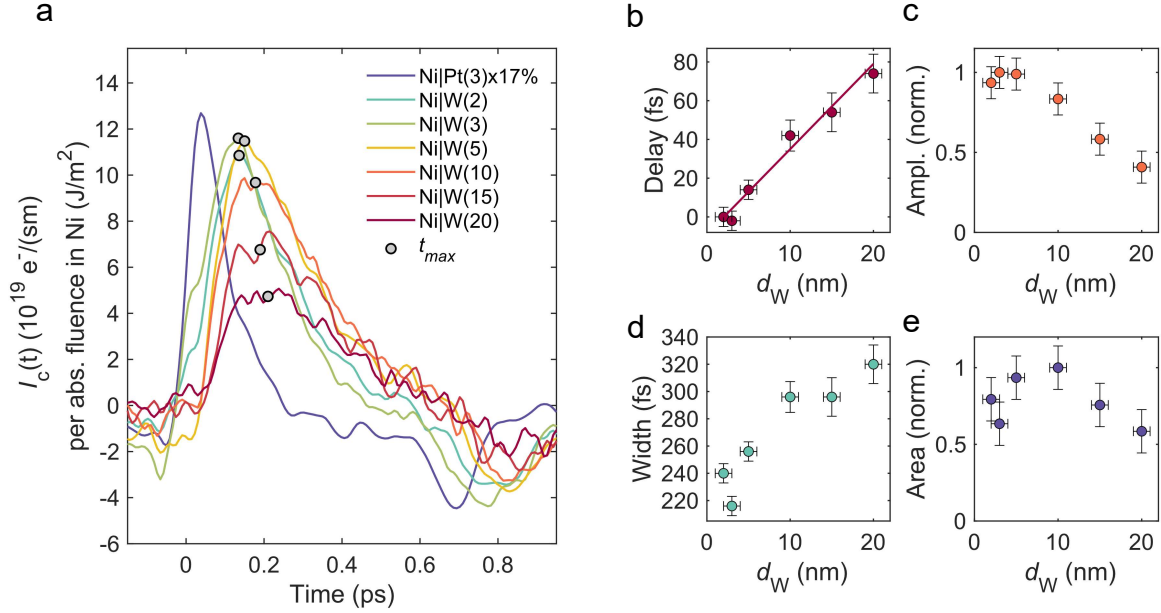 a
I_c(t) (10^19 e^-/(sm)
per abs. fluence in Ni (J/m^2)
14
12
10
8
6
4
2
0
-2
-4
-6
Ni|Pt(3)x17%
Ni|W(2)
Ni|W(3)
Ni|W(5)
Ni|W(10)
Ni|W(15)
Ni|W(20)
t_max
0
0.2
0.4
0.6
0.8
Time (ps)
b
Delay (fs)
80
60
40
20
0
0
10
20
d_W (nm)
c
Ampl. (norm.)
1
0.5
0
0
10
20
d_W (nm)
d
Width (fs)
340
320
300
280
260
240
220
0
10
20
d_W (nm)
e
Area (norm.)
1
0.5
0
0
10
20
d_W (nm)